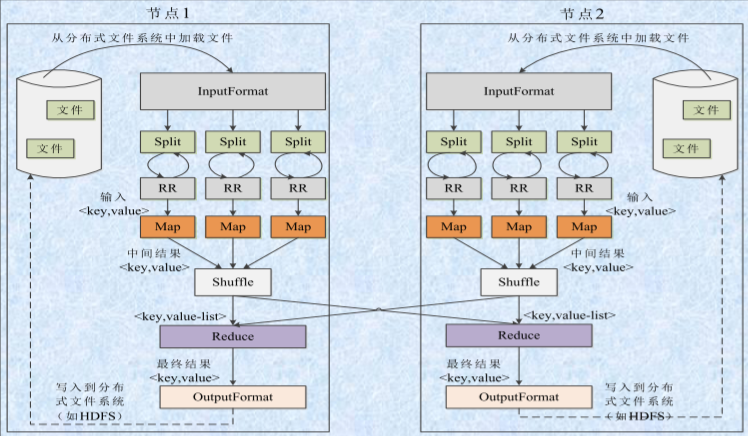 节点1
从分布式文件系统中加载文件
InputFormat
文件
文件
Split
Split
Split
RR
RR
RR
输入
<key,value>
Map
Map
Map
中间结果
<key,value>
Shuffle
<key,value-list>
Reduce
最终结果
<key,value>
OutputFormat
写入到分布
式文件系统
（如HDFS）
节点2
从分布式文件系统中加载文件
InputFormat
文件
文件
Split
Split
Split
RR
RR
RR
输入
<key,value>
Map
Map
Map
中间结果
<key,value>
Shuffle
<key,value-list>
Reduce
最终结果
<key,value>
OutputFormat
写入到分布
式文件系统
（如HDFS）